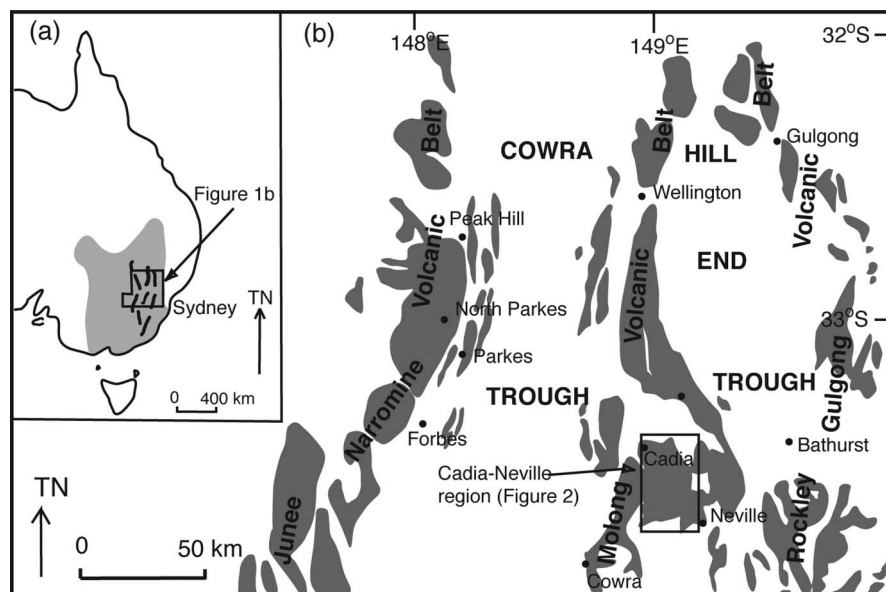 (a)
Figure 1b
Sydney
TN
0 400 km
(b)
148°E
149°E
32°S
Belt
Belt
Belt
COWRA
HILL
Gulgong
Wellington
Volcanic
Peak Hill
Volcanic
END
Volcanic
North Parkes
33°S
Parkes
TROUGH
TROUGH
Gulgong
Narromine
Forbes
Cadia
Bathurst
Cadia-Neville
region (Figure 2)
Molong
Neville
Rockley
Junee
Cowra
TN
0 50 km